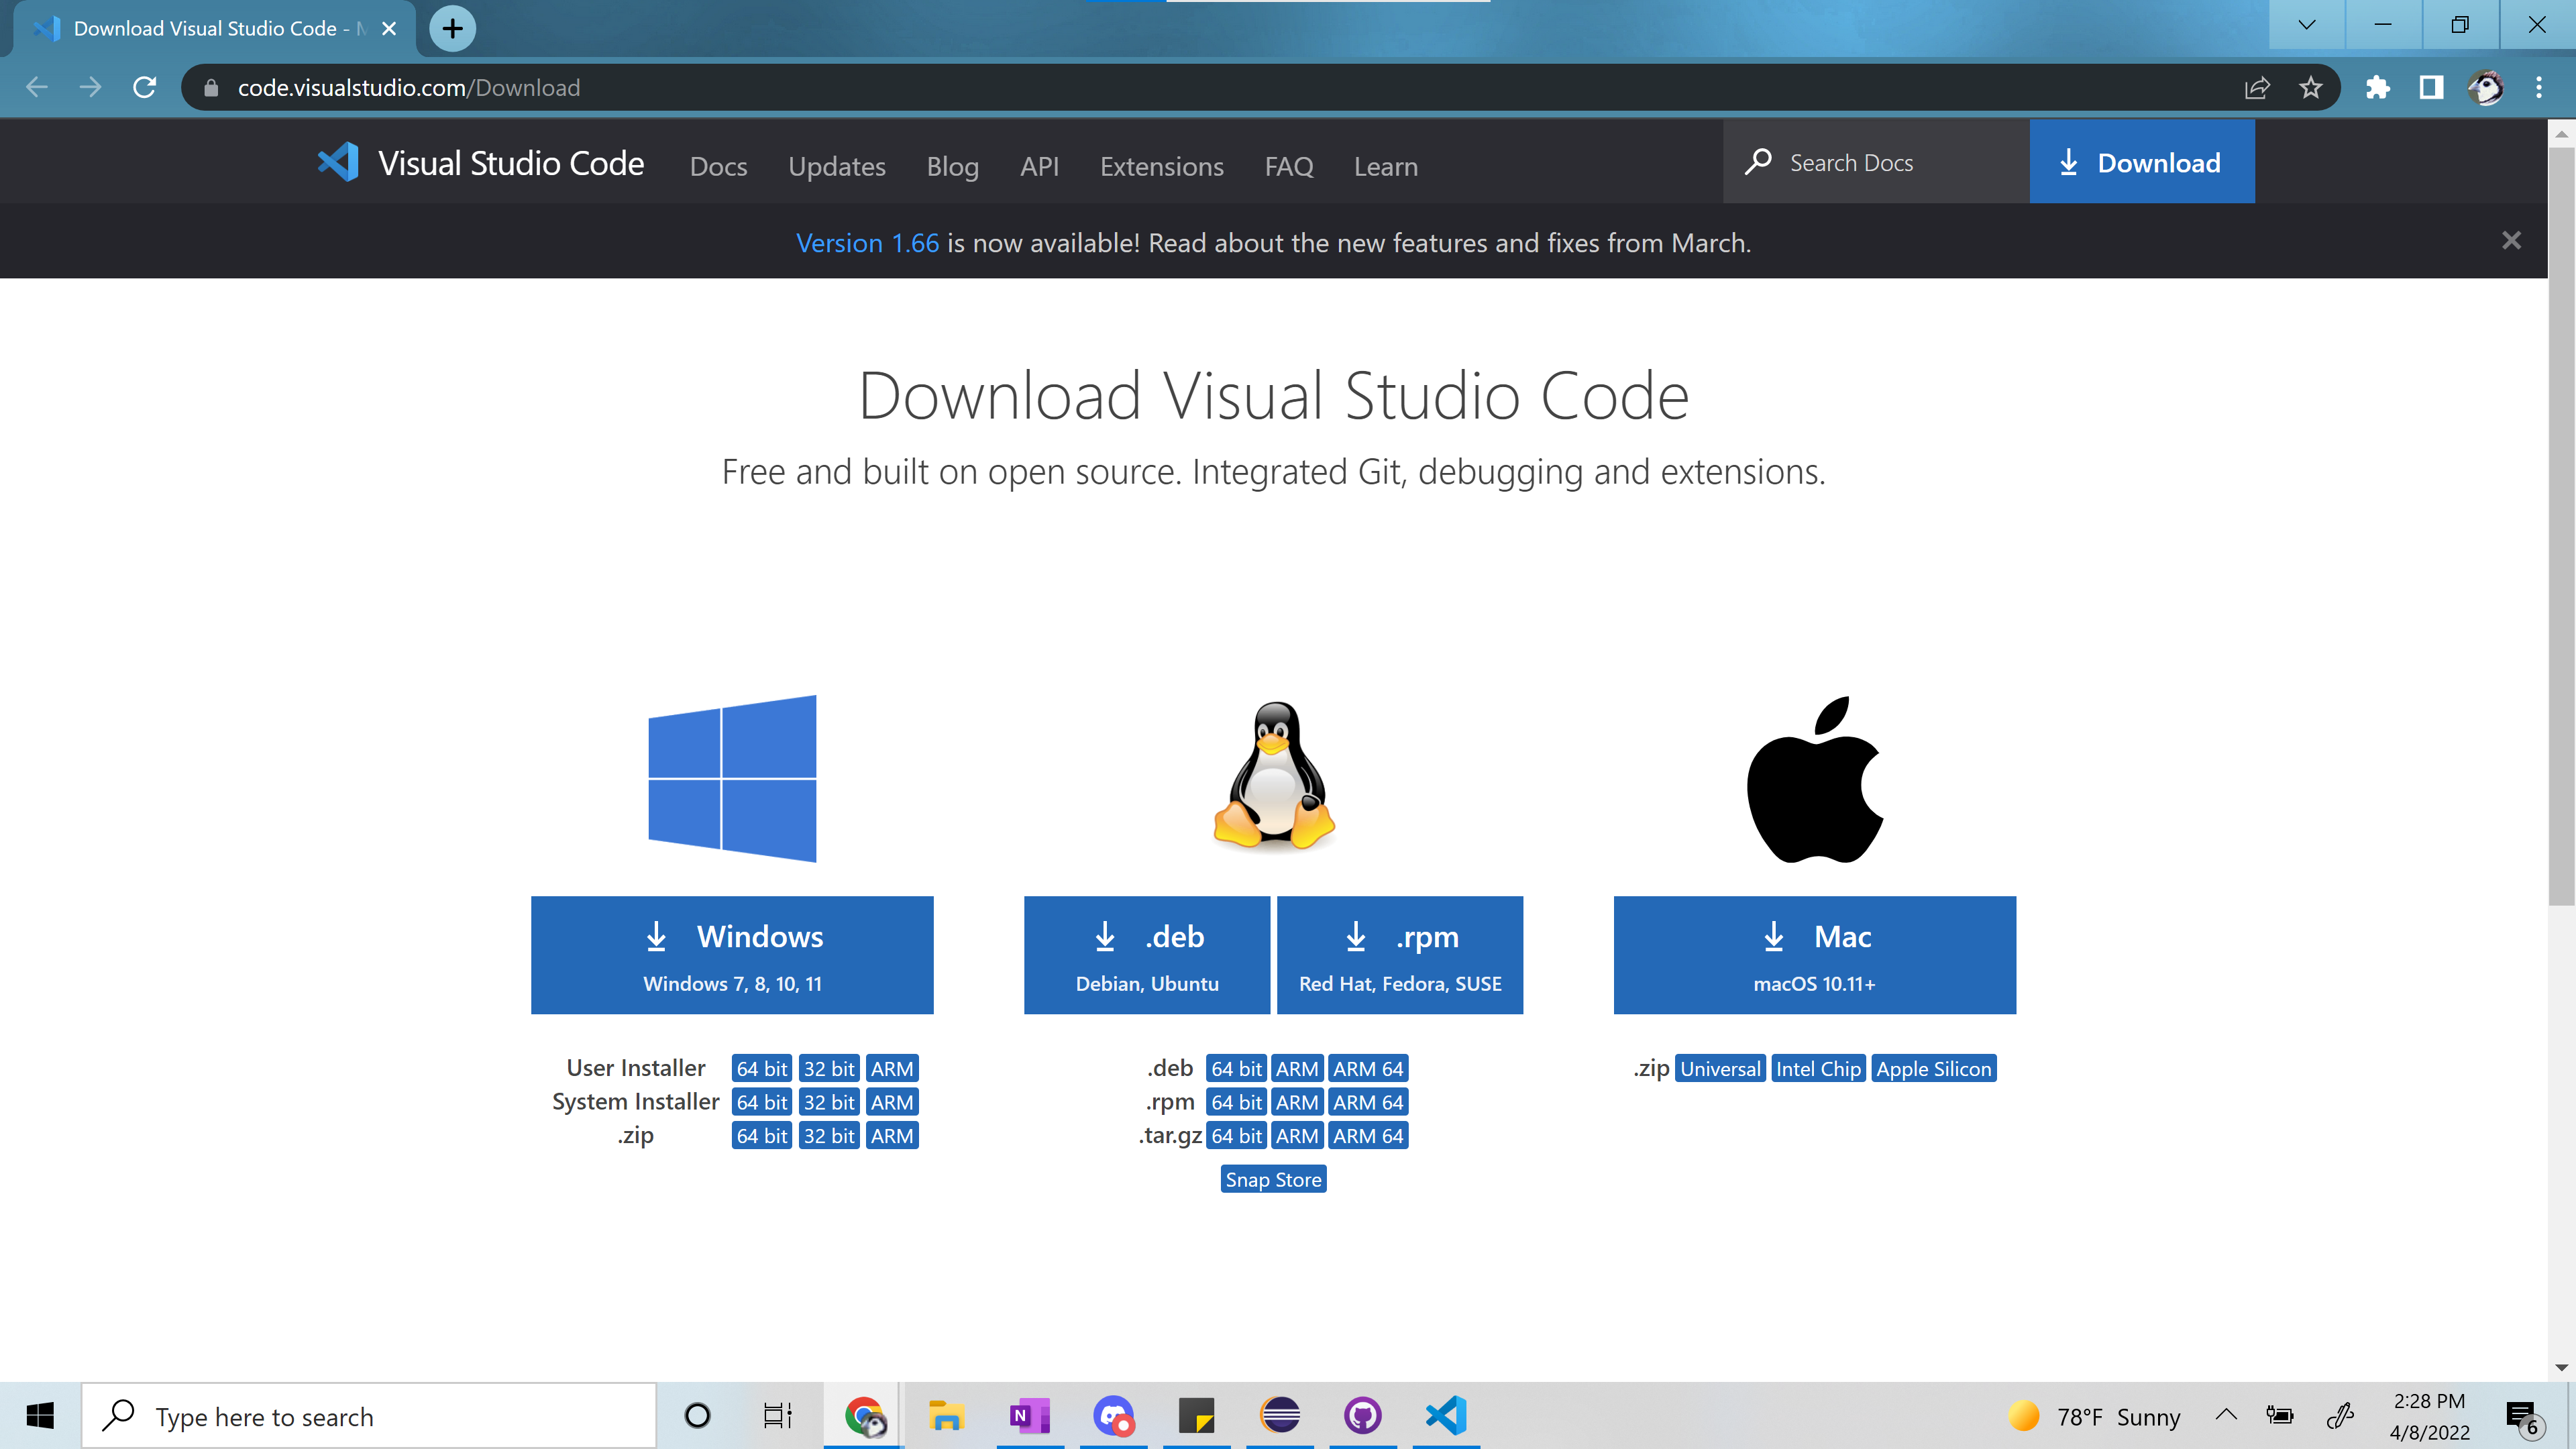 Download Visual Studio Code -
code.visualstudio.com/Download
Visual Studio Code Docs Updates Blog API Extensions FAQ Learn Search Docs Download
Version 1.66 is now available! Read about the new features and fixes from March.
Download Visual Studio Code
Free and built on open source. Integrated Git, debugging and extensions.
Windows
Windows 7, 8, 10, 11
User Installer 64 bit 32 bit ARM
System Installer 64 bit 32 bit ARM
.zip 64 bit 32 bit ARM
.deb
Debian, Ubuntu
.rpm
Red Hat, Fedora, SUSE
.deb 64 bit ARM ARM 64
.rpm 64 bit ARM ARM 64
.tar.gz 64 bit ARM ARM 64
Snap Store
Mac
macOS 10.11+
.zip Universal Intel Chip Apple Silicon
Type here to search
N
78°F Sunny
2:28 PM
4/8/2022
6